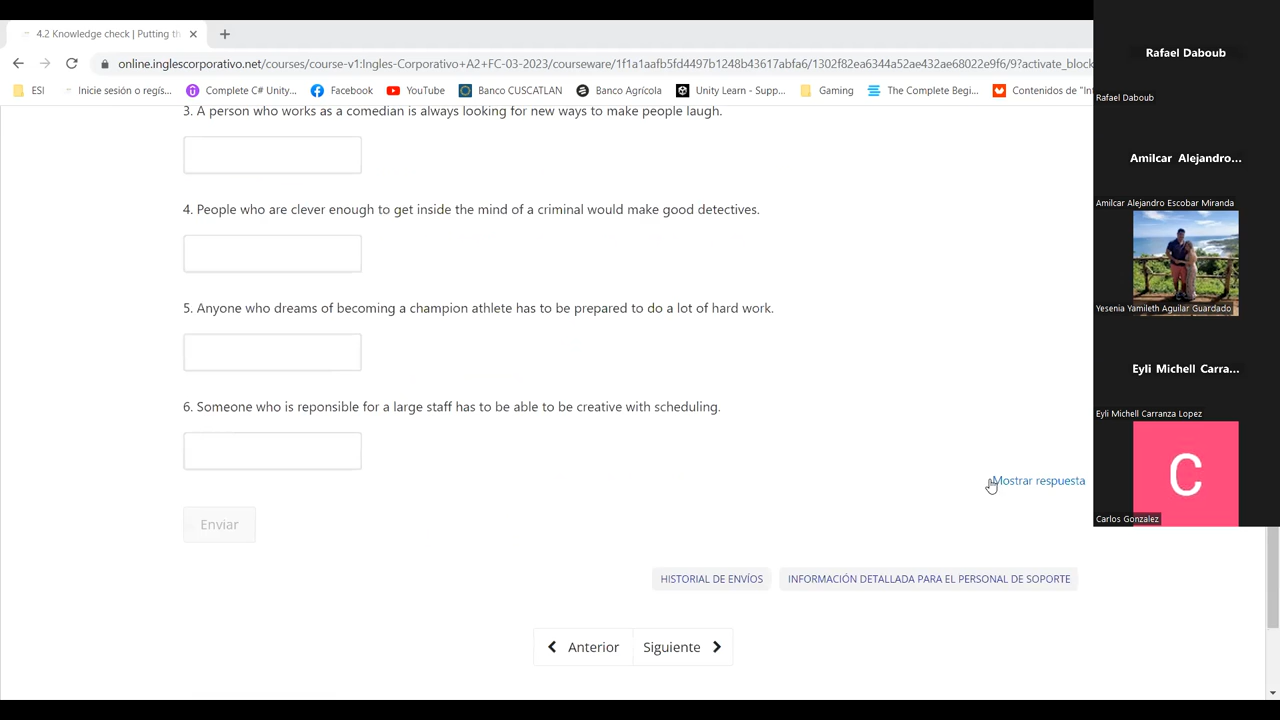 4.2 Knowledge check | Putting th
online.inglescorporativo.net/courses/course-v1:Ingles-Corporativo+A2+FC-03-2023/courseware/1f1a1aafb5fd4497b1248b43617abfa6/1302f82ea6344a52ae432ae68022e9f6/9?activate_block
ESI
Inicie sesión o regís...
Complete C# Unity...
Facebook
YouTube
Banco CUSCATLAN
Banco Agrícola
Unity Learn - Supp...
Gaming
The Complete Begi...
Contenidos de "Int
3. A person who works as a comedian is always looking for new ways to make people laugh.
4. People who are clever enough to get inside the mind of a criminal would make good detectives.
5. Anyone who dreams of becoming a champion athlete has to be prepared to do a lot of hard work.
6. Someone who is reponsible for a large staff has to be able to be creative with scheduling.
Mostrar respuesta
Enviar
HISTORIAL DE ENVÍOS
INFORMACIÓN DETALLADA PARA EL PERSONAL DE SOPORTE
Anterior
Siguiente
Rafael Daboub
Rafael Daboub
Amilcar Alejandro...
Amilcar Alejandro Escobar Miranda
Yesenia Yamileth Aguilar Guardado
Eyli Michell Carra...
Eyli Michell Carranza Lopez
C
Carlos Gonzalez